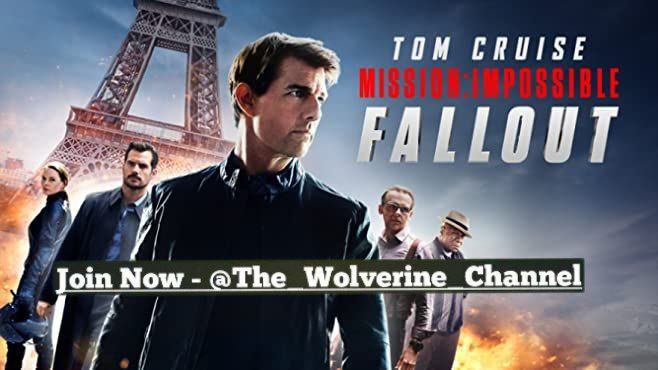 TOM CRUISE
MISSION:IMPOSSIBLE
FALLOUT
Join Now - @The_Wolverine_Channel